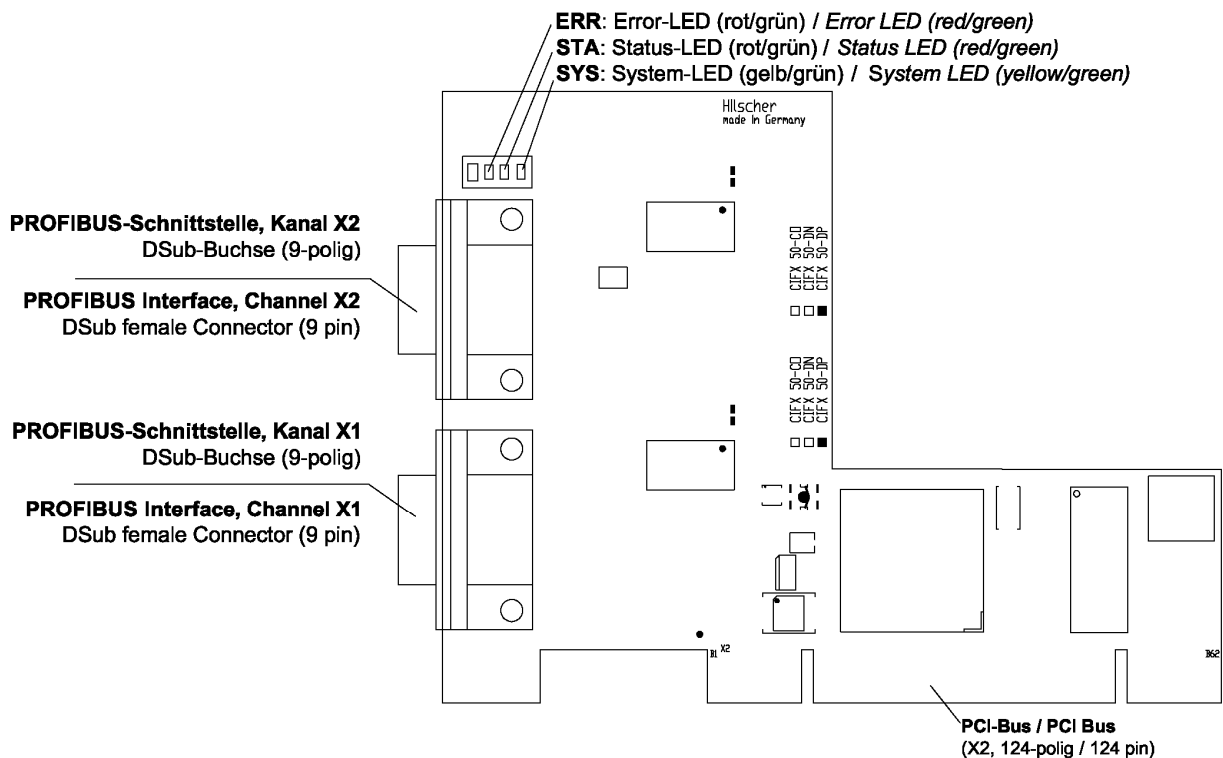 ERR: Error-LED (rot/grün) / Error LED (red/green)
STA: Status-LED (rot/grün) / Status LED (red/green)
SYS: System-LED (gelb/grün) / System LED (yellow/green)
HIlscher
made In Germany
PROFIBUS-Schnittstelle, Kanal X2
DSub-Buchse (9-polig)
PROFIBUS Interface, Channel X2
DSub female Connector (9 pin)
CIFX 50-CO
CIFX 50-DN
CIFX 50-DP
CIFX 50-CO
CIFX 50-DN
CIFX 50-DP
PROFIBUS-Schnittstelle, Kanal X1
DSub-Buchse (9-polig)
PROFIBUS Interface, Channel X1
DSub female Connector (9 pin)
B1 X2
B62
PCI-Bus / PCI Bus
(X2, 124-polig / 124 pin)